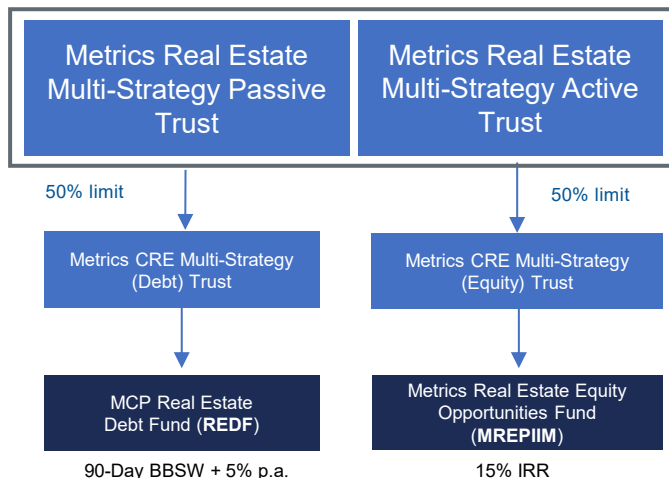 Metrics Real Estate
Multi-Strategy Passive
Trust
Metrics Real Estate
Multi-Strategy Active
Trust
50% limit
50% limit
Metrics CRE Multi-Strategy
(Debt) Trust
Metrics CRE Multi-Strategy
(Equity) Trust
MCP Real Estate
Debt Fund (REDF)
Metrics Real Estate Equity
Opportunities Fund
(MREPIIM)
90-Day BBSW + 5% p.a.
15% IRR